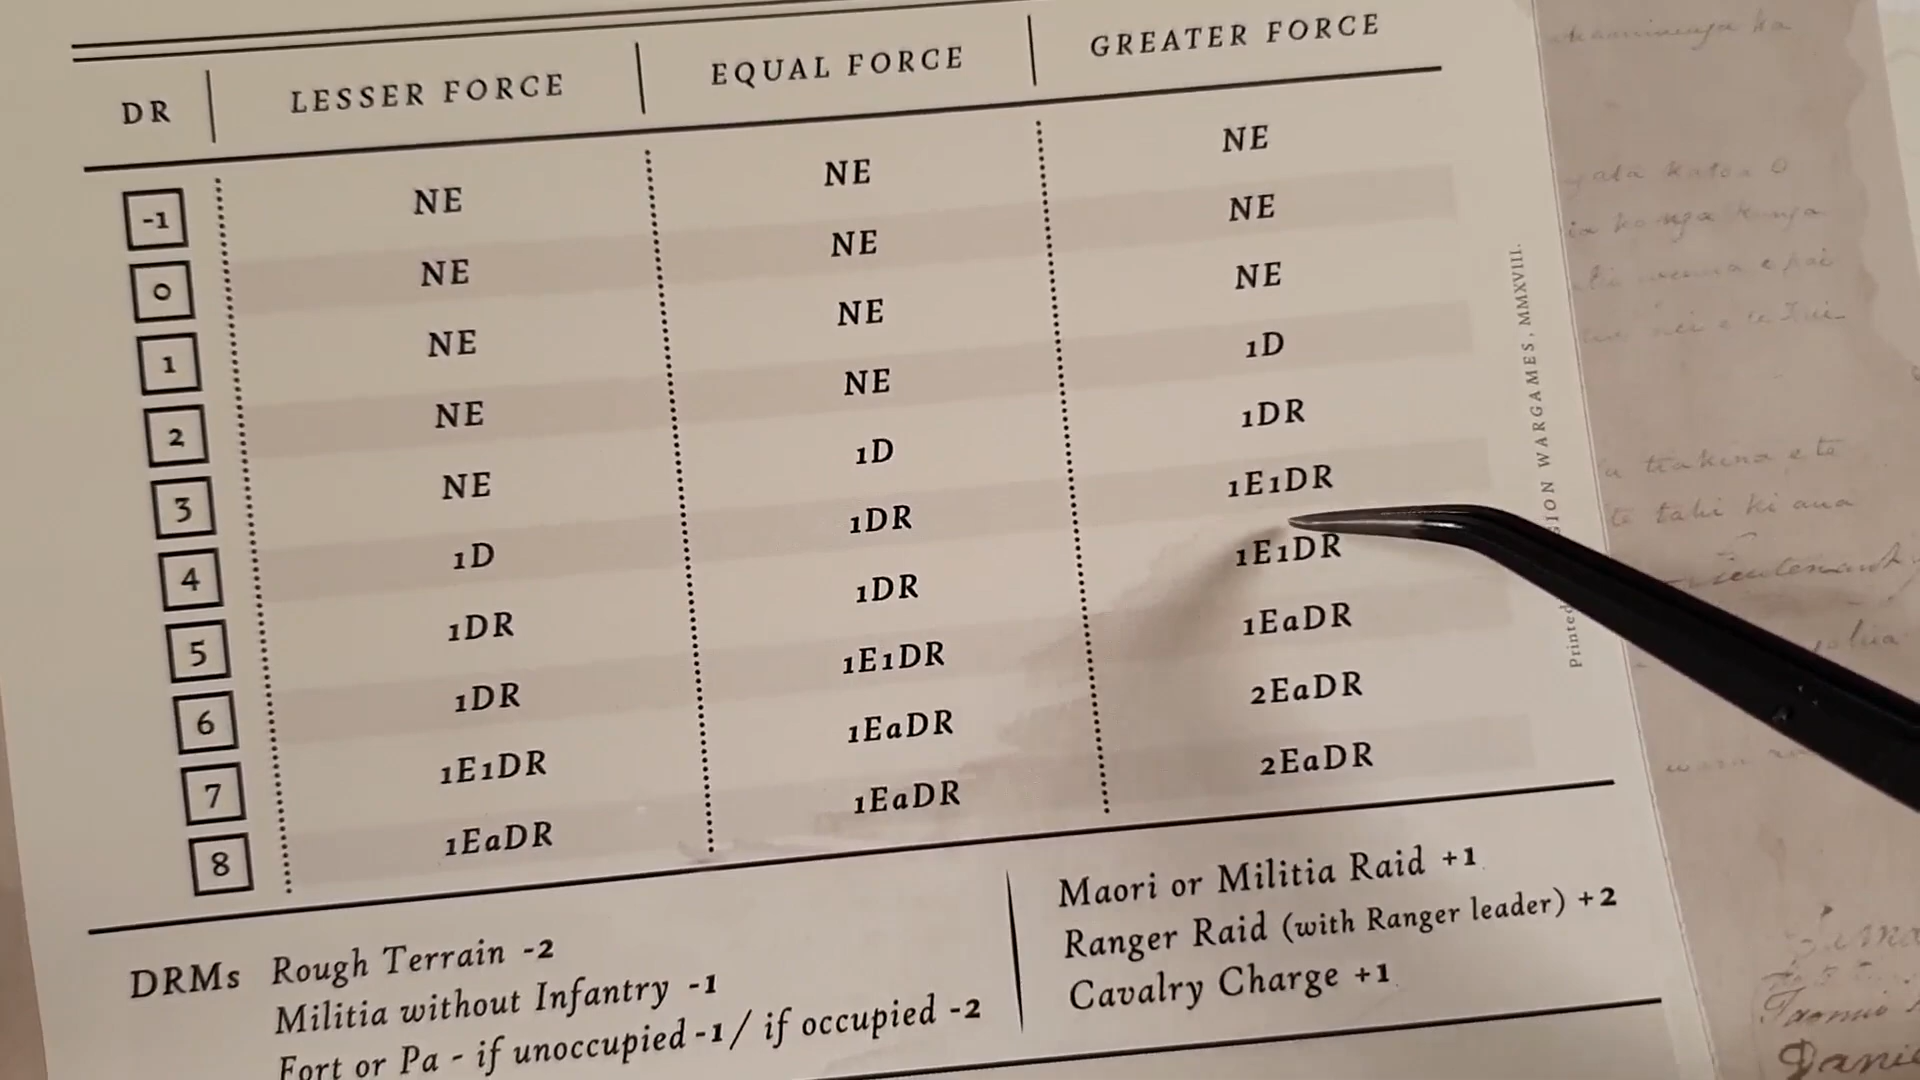 DR | LESSER FORCE | EQUAL FORCE | GREATER FORCE
-1 NE NE NE
0 NE NE NE
1 NE NE NE
2 NE NE 1D
3 NE 1D 1DR
4 1D 1DR 1E1DR
5 1DR 1DR 1E1DR
6 1DR 1E1DR 1EaDR
7 1E1DR 1EaDR 2EaDR
8 1EaDR 1EaDR 2EaDR
DRMs Rough Terrain -2
Militia without Infantry -1
Fort or Pa - if unoccupied -1 / if occupied -2
Maori or Militia Raid +1
Ranger Raid (with Ranger leader) +2
Cavalry Charge +1
Printed
WARGAMES, MMXVIII.